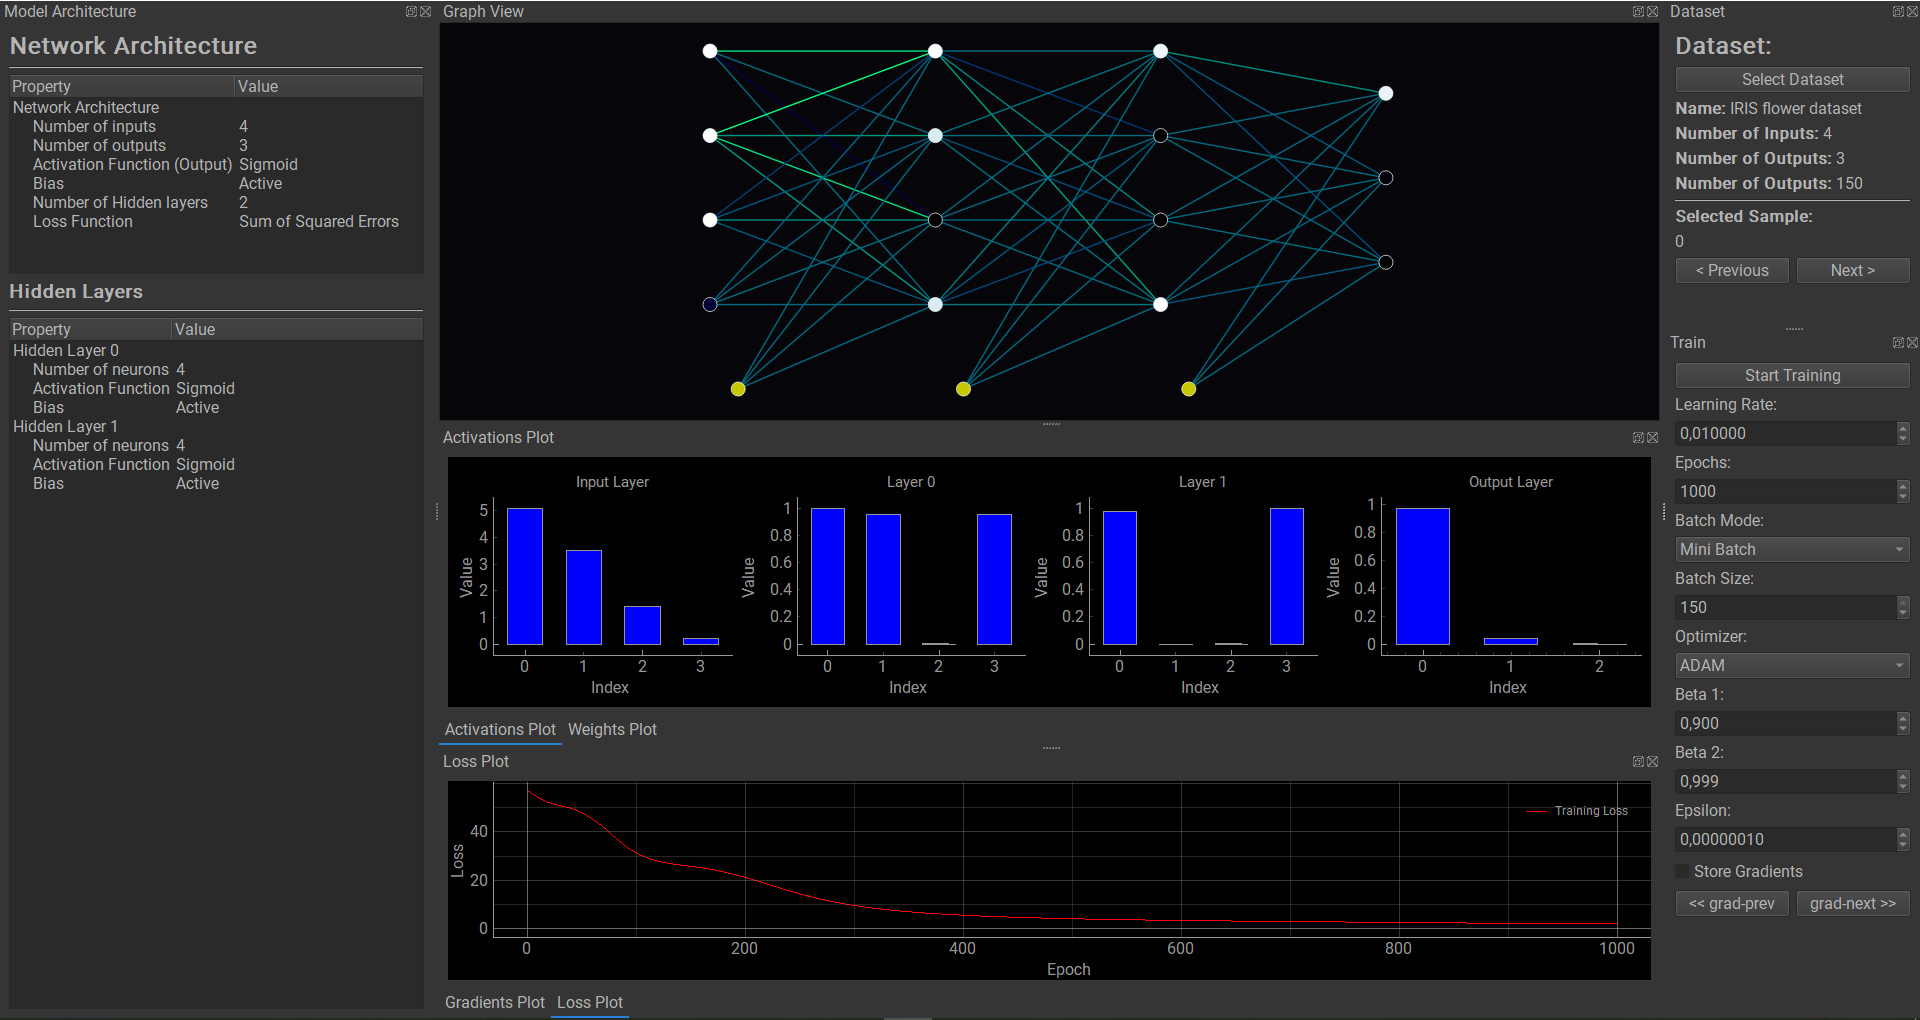 Model Architecture
Network Architecture
Property Value
Network Architecture
Number of inputs 4
Number of outputs 3
Activation Function (Output) Sigmoid
Bias Active
Number of Hidden layers 2
Loss Function Sum of Squared Errors
Hidden Layers
Property Value
Hidden Layer 0
Number of neurons 4
Activation Function Sigmoid
Bias Active
Hidden Layer 1
Number of neurons 4
Activation Function Sigmoid
Bias Active
Graph View
Activations Plot
Input Layer
5
4
3
2
1
0
Value
0 1 2 3
Index
Layer 0
1
0.8
0.6
0.4
0.2
0
Value
0 1 2 3
Index
Layer 1
1
0.8
0.6
0.4
0.2
0
Value
0 1 2 3
Index
Output Layer
1
0.8
0.6
0.4
0.2
0
Value
0 1 2
Index
Activations Plot Weights Plot
Loss Plot
Training Loss
40
20
0
Loss
0 200 400 600 800 1000
Epoch
Gradients Plot Loss Plot
Dataset
Dataset:
Select Dataset
Name: IRIS flower dataset
Number of Inputs: 4
Number of Outputs: 3
Number of Outputs: 150
Selected Sample:
0
< Previous Next >
Train
Start Training
Learning Rate:
0,010000
Epochs:
1000
Batch Mode:
Mini Batch
Batch Size:
150
Optimizer:
ADAM
Beta 1:
0,900
Beta 2:
0,999
Epsilon:
0,00000010
Store Gradients
<< grad-prev grad-next >>